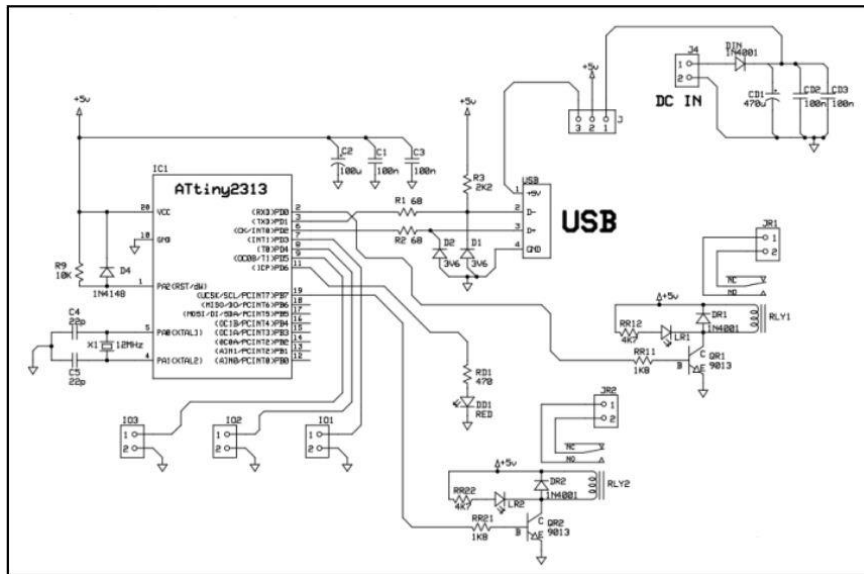 +5v
IC1
ATtiny2313
20 VCC
10 GND
1 PA2(RST/dW)
5 PA0(XTAL1)
4 PA1(XTAL2)
(RXD)PD0 2
(TXD)PD1 3
(CK/INT0)PD2 6
(INT1)PD3 7
(T0)PD4 8
(OC0B/T1)PD5 9
(ICP)PD6 11
(UCSK/SCL/PCINT7)PB7 19
(MISO/DO/PCINT6)PB6 18
(MOSI/DI/SDA/PCINT5)PB5 17
(OC1B/PCINT4)PB4 16
(OC1A/PCINT3)PB3 15
(OC0A/PCINT2)PB2 14
(AIN1/PCINT1)PB1 13
(AIN0/PCINT0)PB0 12
R9
10K
D4
1N4148
C4
22p
X1 12MHz
C5
22p
C2
100u
C1
100n
C3
100n
+5v
R3
2K2
R1 68
R2 68
D2
3V6
D1
3V6
USB
1 +5V
2 D-
3 D+
4 GND
USB
+5v
J
3 2 1
J4
1
2
DC IN
DIN
1N4001
CD1
470u
CD2
100n
CD3
100n
JR1
1
2
NC
NO
+5v
RR12
4K7
LR1
DR1
1N4001
RLY1
RR11
1K8
B
C
E
QR1
9013
RD1
470
DD1
RED
IO3
1
2
IO2
1
2
IO1
1
2
JR2
1
2
NC
NO
+5v
RR22
4K7
LR2
DR2
1N4001
RLY2
RR21
1K8
B
C
E
QR2
9013